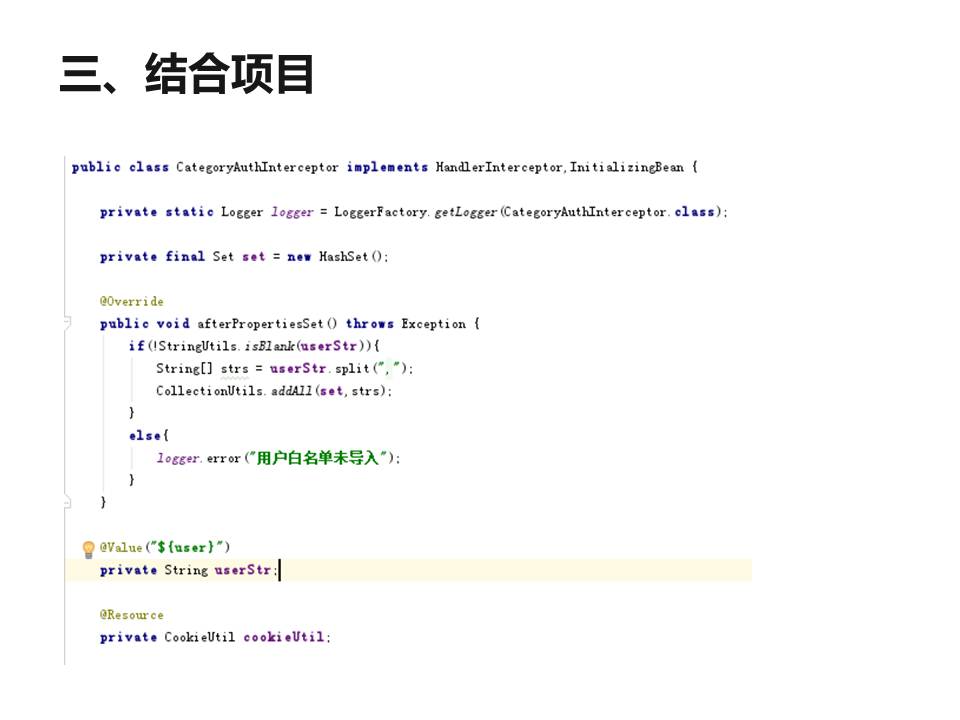 三、结合项目
public class CategoryAuthInterceptor implements HandlerInterceptor,InitializingBean {
private static Logger logger = LoggerFactory.getLogger(CategoryAuthInterceptor.class);
private final Set set = new HashSet();
@Override
public void afterPropertiesSet() throws Exception {
if(!StringUtils.isBlank(userStr)){
String[] strs = userStr.split(",");
CollectionUtils.addAll(set,strs);
}
else{
logger.error("用户白名单未导入");
}
}
@Value("${user}")
private String userStr;
@Resource
private CookieUtil cookieUtil;